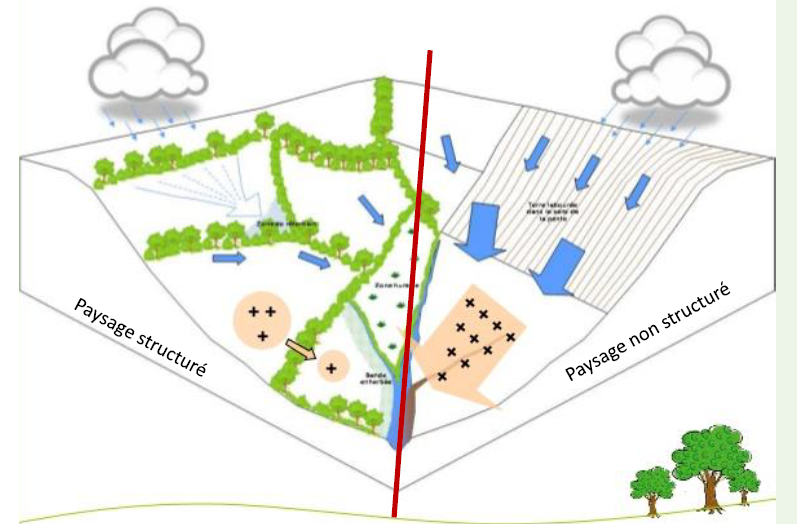 Terre labourée
dans le sens de
la pente
Zone humide
Paysage structuré
Paysage non structuré
Bande
enherbée